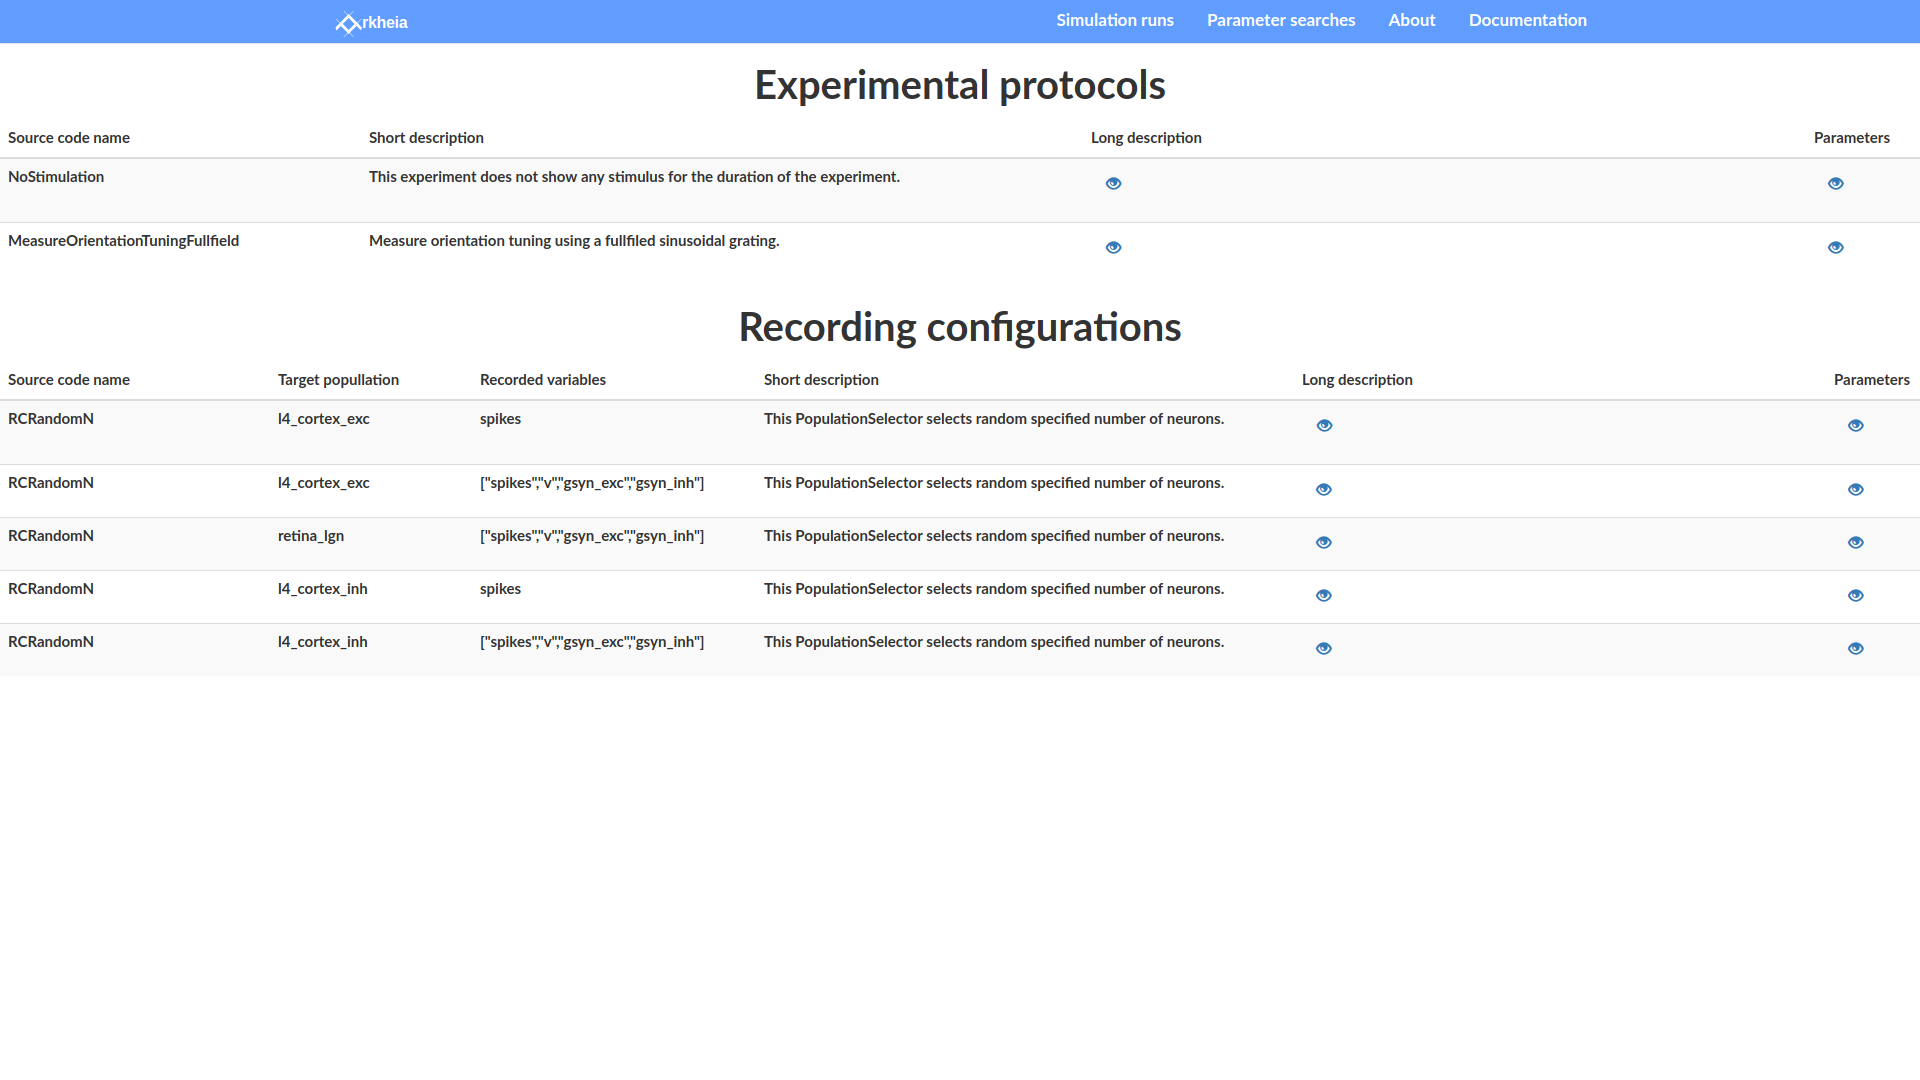 rkheia Simulation runs Parameter searches About Documentation
Experimental protocols
Source code name Short description Long description Parameters
NoStimulation This experiment does not show any stimulus for the duration of the experiment.
MeasureOrientationTuningFullfield Measure orientation tuning using a fullfiled sinusoidal grating.
Recording configurations
Source code name Target popullation Recorded variables Short description Long description Parameters
RCRandomN l4_cortex_exc spikes This PopulationSelector selects random specified number of neurons.
RCRandomN l4_cortex_exc ["spikes","v","gsyn_exc","gsyn_inh"] This PopulationSelector selects random specified number of neurons.
RCRandomN retina_lgn ["spikes","v","gsyn_exc","gsyn_inh"] This PopulationSelector selects random specified number of neurons.
RCRandomN l4_cortex_inh spikes This PopulationSelector selects random specified number of neurons.
RCRandomN l4_cortex_inh ["spikes","v","gsyn_exc","gsyn_inh"] This PopulationSelector selects random specified number of neurons.